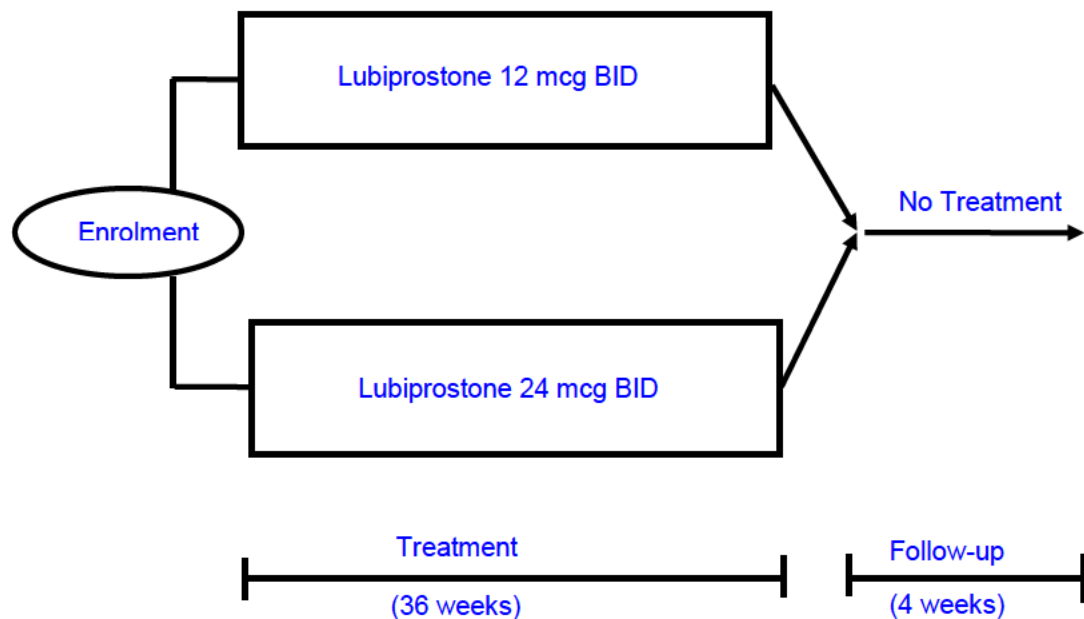 Lubiprostone 12 mcg BID
No Treatment
Enrolment
Lubiprostone 24 mcg BID
Treatment
(36 weeks)
Follow-up
(4 weeks)